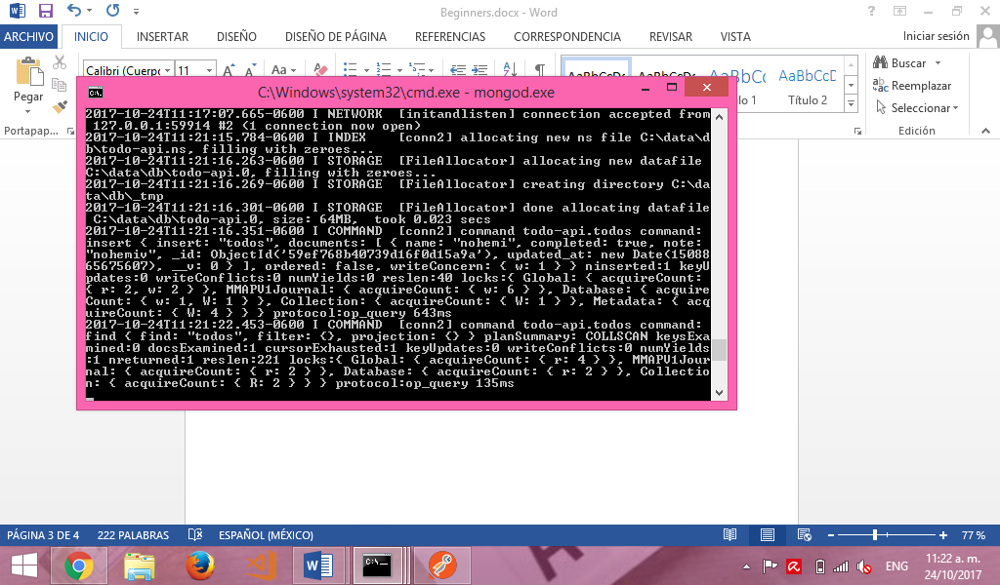 Beginners.docx - Word
ARCHIVO INICIO INSERTAR DISEÑO DISEÑO DE PÁGINA REFERENCIAS CORRESPONDENCIA REVISAR VISTA Iniciar sesión
Calibri (Cuerpo 11 Buscar
Reemplazar
Pegar Seleccionar
Título 2
Portapap... Edición
C:\Windows\system32\cmd.exe - mongod.exe
2017-10-24T11:17:07.665-0600 I NETWORK  [initandlisten] connection accepted from
 127.0.0.1:59914 #2 (1 connection now open)
2017-10-24T11:21:15.784-0600 I INDEX    [conn2] allocating new ns file C:\data\d
b\todo-api.ns, filling with zeroes...
2017-10-24T11:21:16.263-0600 I STORAGE  [FileAllocator] allocating new datafile
C:\data\db\todo-api.0, filling with zeroes...
2017-10-24T11:21:16.269-0600 I STORAGE  [FileAllocator] creating directory C:\da
ta\db\_tmp
2017-10-24T11:21:16.301-0600 I STORAGE  [FileAllocator] done allocating datafile
 C:\data\db\todo-api.0, size: 64MB,  took 0.023 secs
2017-10-24T11:21:16.351-0600 I COMMAND  [conn2] command todo-api.todos command:
insert { insert: "todos", documents: [ { name: "nohemi", completed: true, note:
"nohemiv", _id: ObjectId('59ef768b40739d16f0d15a9a'), updated_at: new Date(15088
65675607), __v: 0 } ], ordered: false, writeConcern: { w: 1 } } ninserted:1 keyU
pdates:0 writeConflicts:0 numYields:0 reslen:40 locks:{ Global: { acquireCount:
{ r: 2, w: 2 } }, MMAPV1Journal: { acquireCount: { w: 6 } }, Database: { acquire
Count: { w: 1, W: 1 } }, Collection: { acquireCount: { W: 1 } }, Metadata: { acq
uireCount: { W: 4 } } } protocol:op_query 643ms
2017-10-24T11:21:22.453-0600 I COMMAND  [conn2] command todo-api.todos command:
find { find: "todos", filter: {}, projection: {} } planSummary: COLLSCAN keysExa
mined:0 docsExamined:1 cursorExhausted:1 keyUpdates:0 writeConflicts:0 numYields
:1 nreturned:1 reslen:221 locks:{ Global: { acquireCount: { r: 4 } }, MMAPV1Jour
nal: { acquireCount: { r: 2 } }, Database: { acquireCount: { r: 2 } }, Collectio
n: { acquireCount: { R: 2 } } } protocol:op_query 135ms
PÁGINA 3 DE 4 222 PALABRAS ESPAÑOL (MÉXICO) 77 %
ENG 11:22 a. m.
24/10/2017